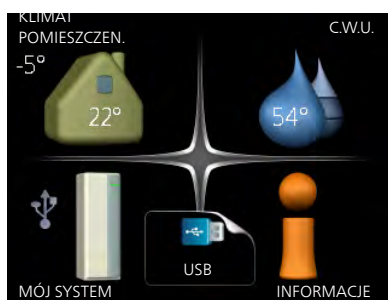 KLIMAT
POMIESZCZEN.
C.W.U.
-5°
22°
54°
USB
MÓJ SYSTEM
INFORMACJE